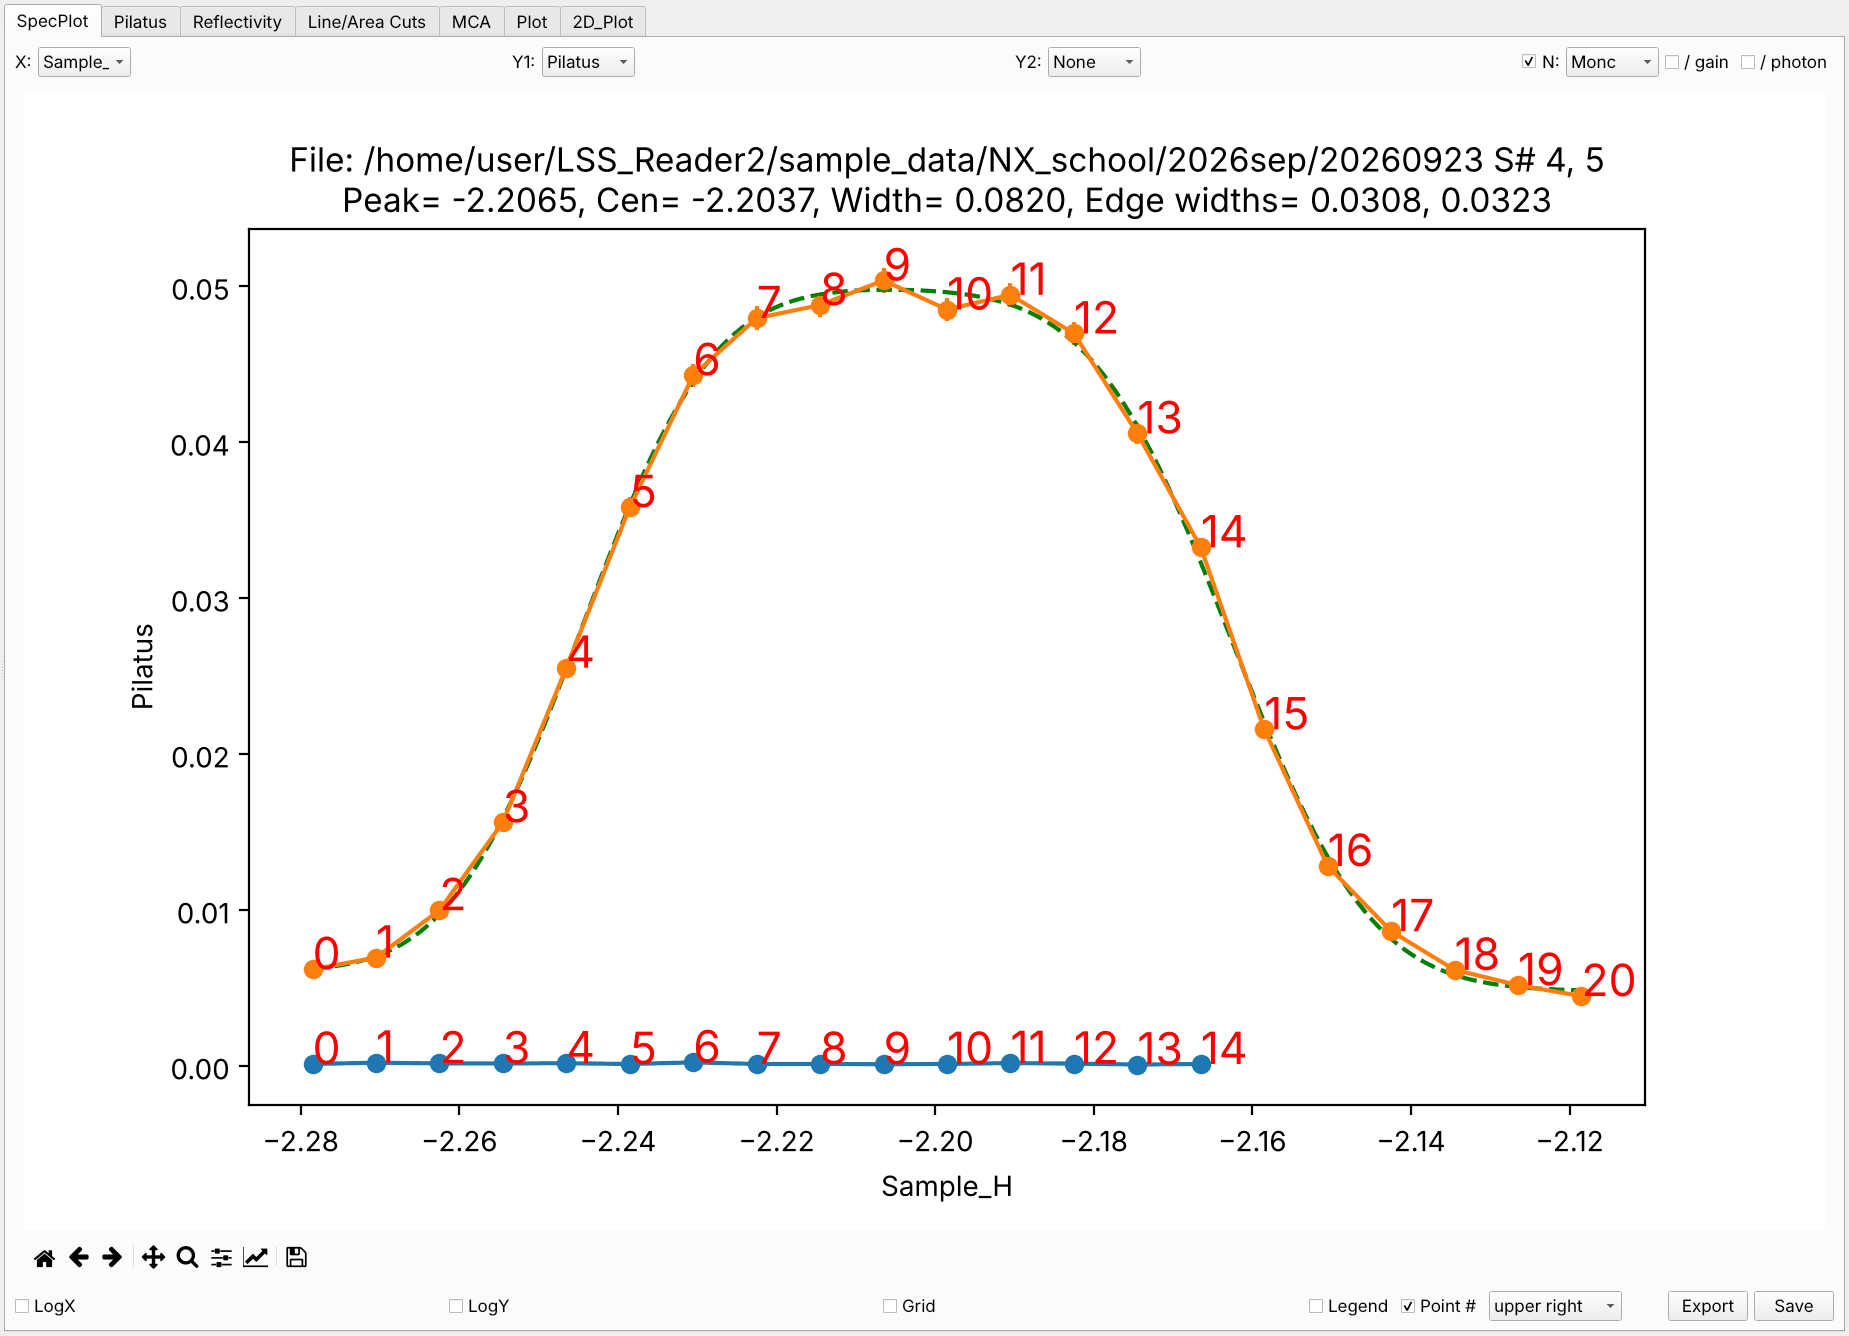 SpecPlot Pilatus Reflectivity Line/Area Cuts MCA Plot 2D_Plot
X: Sample_ Y1: Pilatus Y2: None N: Monc / gain / photon
File: /home/user/LSS_Reader2/sample_data/NX_school/2026sep/20260923 S# 4, 5
Peak= -2.2065, Cen= -2.2037, Width= 0.0820, Edge widths= 0.0308, 0.0323
0.05
0.04
0.03
0.02
0.01
0.00
Pilatus
0 1 2 3 4 5 6 7 8 9 10 11 12 13 14 15 16 17 18 19 20
0 1 2 3 4 5 6 7 8 9 10 11 12 13 14
−2.28 −2.26 −2.24 −2.22 −2.20 −2.18 −2.16 −2.14 −2.12
Sample_H
LogX LogY Grid Legend Point # upper right Export Save